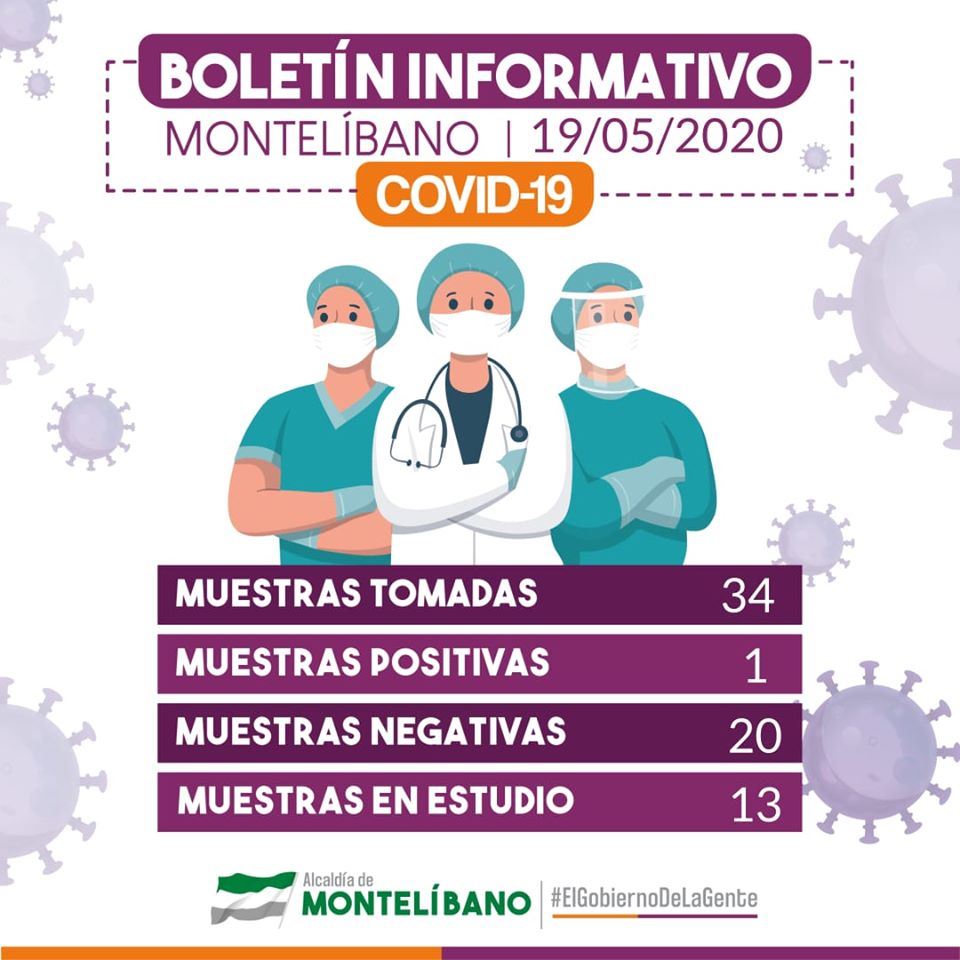 BOLETÍN INFORMATIVO
MONTELÍBANO | 19/05/2020
COVID-19
MUESTRAS TOMADAS 34
MUESTRAS POSITIVAS 1
MUESTRAS NEGATIVAS 20
MUESTRAS EN ESTUDIO 13
Alcaldía de
MONTELÍBANO
#ElGobiernoDeLaGente